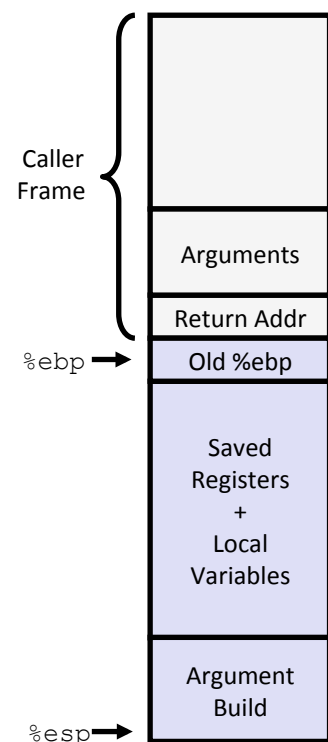 Caller
Frame
Arguments
Return Addr
%ebp
Old %ebp
Saved
Registers
+
Local
Variables
Argument
Build
%esp